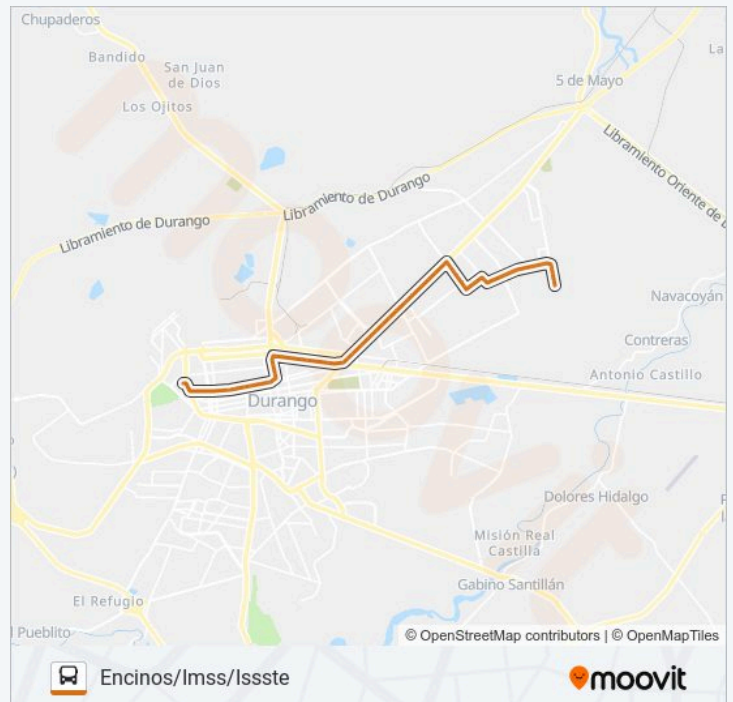 Chupaderos
Bandido
San Juan
de Dios
Los Ojitos
5 de Mayo
La
Libramiento de Durango
Libramiento de Durango
Libramiento Oriente de
Navacoyán
Contreras
Antonio Castillo
Durango
Dolores Hidalgo
Misión Real
Castilla
Gabino Santillán
El Refugio
l Pueblito
© OpenStreetMap contributors | © OpenMapTiles
Encinos/Imss/Issste
moovit